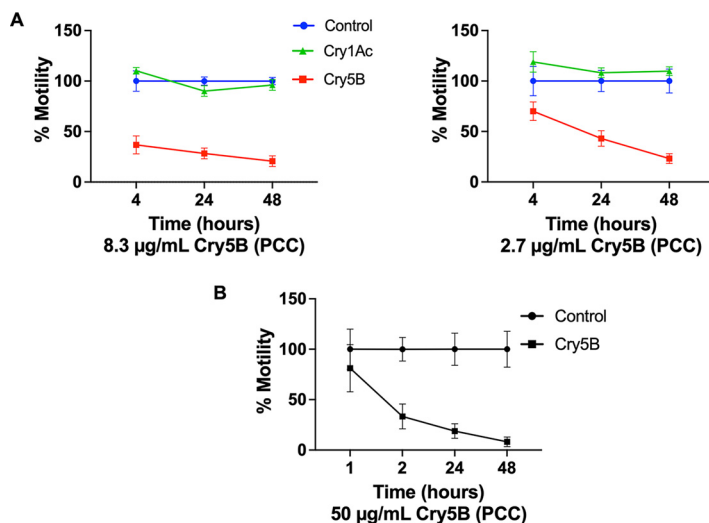 A
150
100
50
0
% Motility
4 24 48
Time (hours)
8.3 µg/mL Cry5B (PCC)
Control
Cry1Ac
Cry5B
150
100
50
0
% Motility
4 24 48
Time (hours)
2.7 µg/mL Cry5B (PCC)
B
150
100
50
0
% Motility
1 2 24 48
Time (hours)
50 µg/mL Cry5B (PCC)
Control
Cry5B